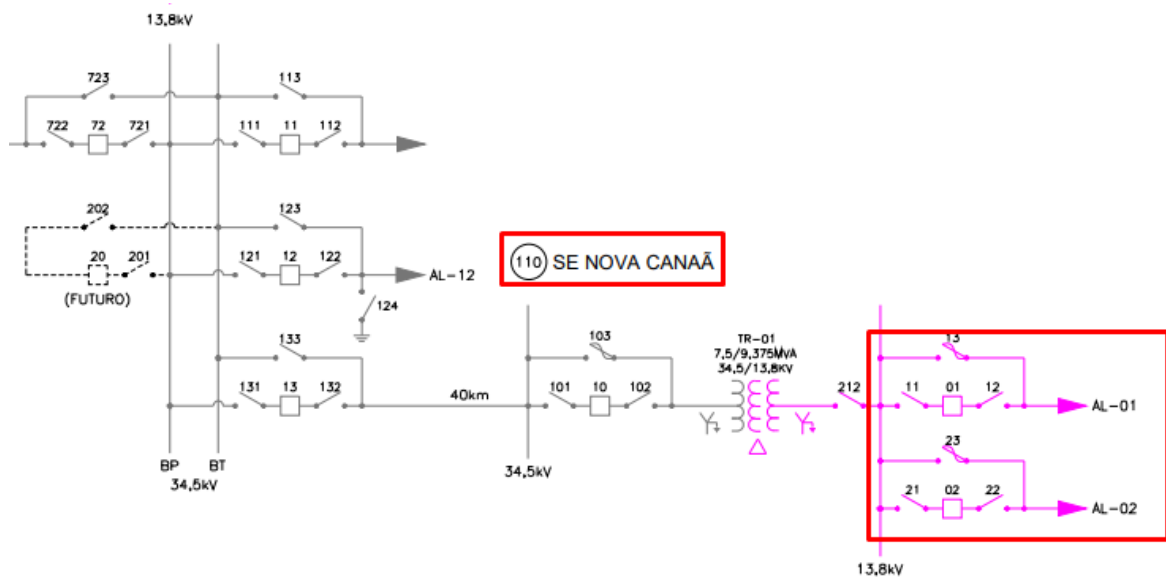 13,8kV
723
113
722
72
721
111
11
112
202
123
20
201
121
12
122
AL-12
(FUTURO)
124
110
SE NOVA CANAÃ
133
131
13
132
40km
103
101
10
102
TR-01
7,5/9,375MVA
34,5/13,8KV
212
13
11
01
12
AL-01
23
21
02
22
AL-02
BP
BT
34,5kV
34,5kV
13,8kV